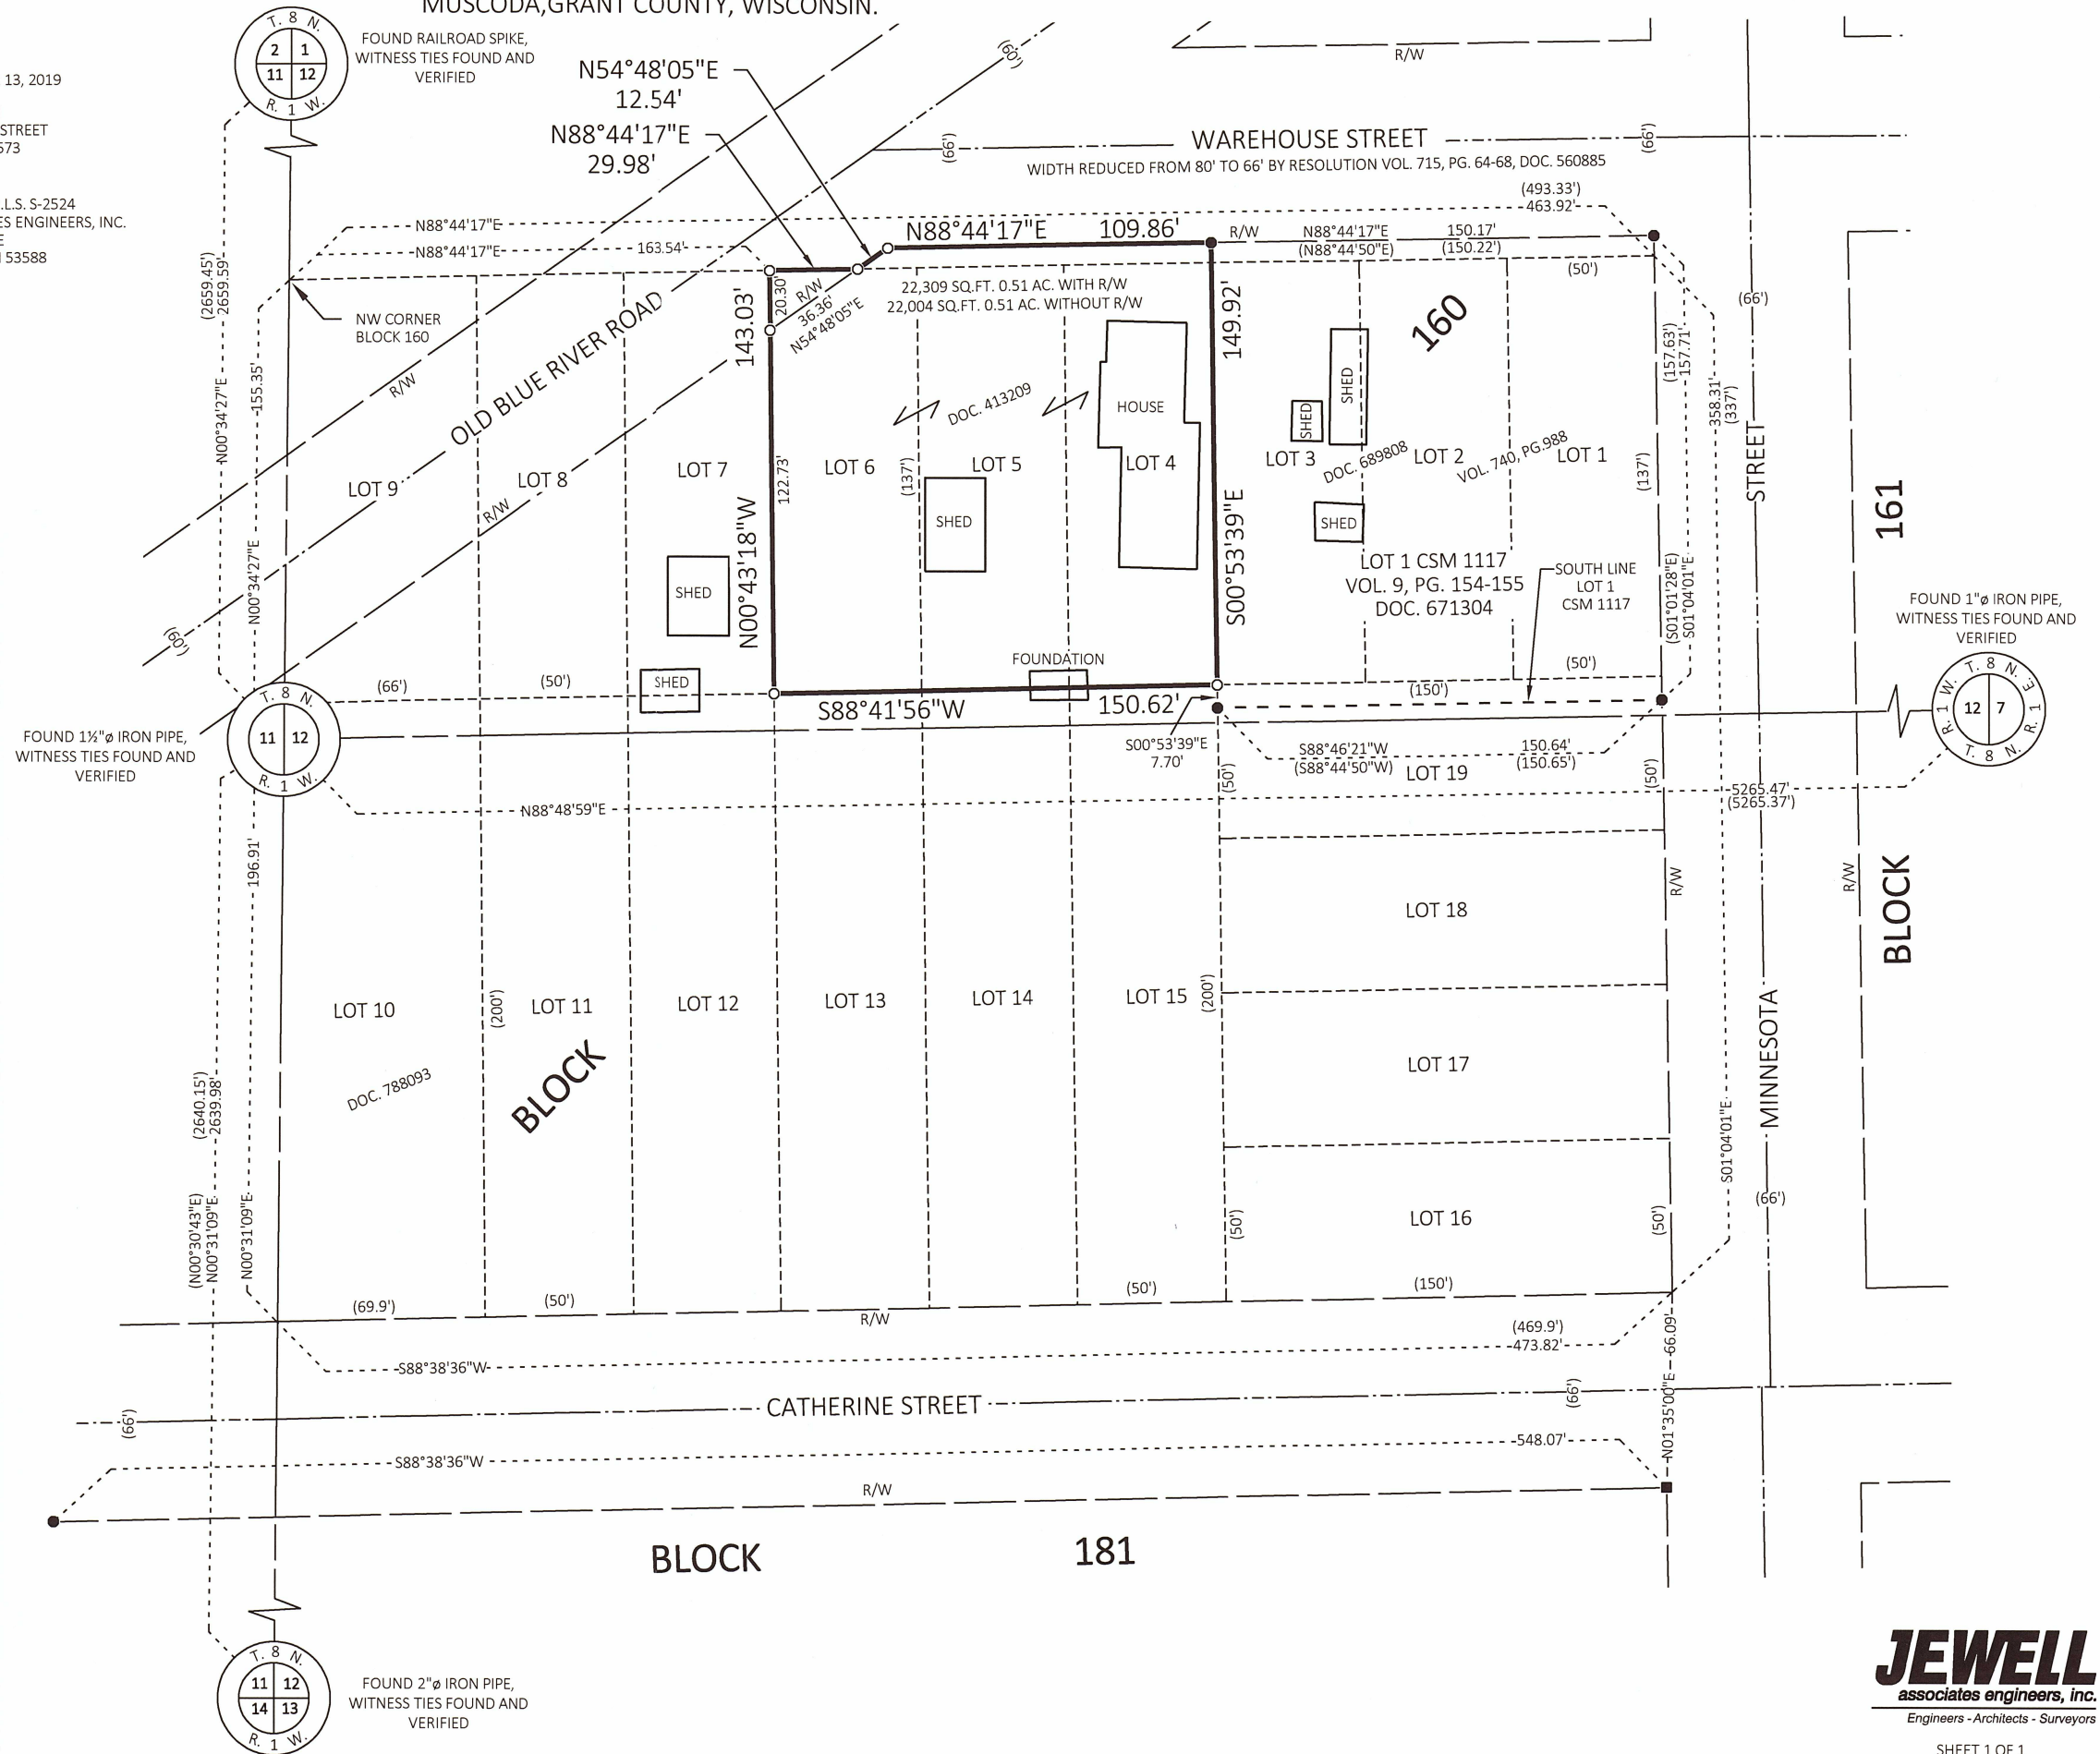 MUSCODA,GRANT COUNTY, WISCONSIN.
T. 8 N.
2 1
11 12
R. 1 W.
FOUND RAILROAD SPIKE,
WITNESS TIES FOUND AND
VERIFIED
13, 2019
STREET
573
.L.S. S-2524
ES ENGINEERS, INC.
E
53588
N54°48'05"E
12.54'
N88°44'17"E
29.98'
(60')
R/W
(66')
WAREHOUSE STREET
(66')
WIDTH REDUCED FROM 80' TO 66' BY RESOLUTION VOL. 715, PG. 64-68, DOC. 560885
(493.33')
N88°44'17"E
463.92'
N88°44'17"E
163.54'
N88°44'17"E 109.86'
R/W
N88°44'17"E 150.17'
(N88°44'50"E) (150.22')
(50')
(2659.45')
2659.59'
N00°34'27"E
155.35'
N00°34'27"E
NW CORNER
BLOCK 160
R/W
OLD BLUE RIVER ROAD
R/W
(60')
143.03'
20.30'
R/W
36.36'
N54°48'05"E
22,309 SQ.FT. 0.51 AC. WITH R/W
22,004 SQ.FT. 0.51 AC. WITHOUT R/W
149.92'
160
(66')
(157.63')
157.71'
358.31'
(337')
STREET
161
SHED
SHED
HOUSE
DOC. 413209
LOT 9
LOT 8
LOT 7
122.73'
LOT 6
(137')
LOT 5
LOT 4
LOT 3
DOC. 689808
LOT 2
VOL. 740, PG.988
LOT 1
(137')
SHED
SHED
SHED
N00°43'18"W
S00°53'39"E
LOT 1 CSM 1117
VOL. 9, PG. 154-155
DOC. 671304
SOUTH LINE
LOT 1
CSM 1117
(S01°01'28"E)
S01°04'01"E
FOUND 1"ø IRON PIPE,
WITNESS TIES FOUND AND
VERIFIED
T. 8 N.
R. 1 W.
12 7
R. 1 E.
T. 8 N.
(66')
(50')
SHED
FOUNDATION
(50')
(150')
S88°41'56"W 150.62'
S00°53'39"E
7.70'
T. 8 N.
11 12
R. 1 W.
FOUND 1½"ø IRON PIPE,
WITNESS TIES FOUND AND
VERIFIED
S88°46'21"W 150.64'
(S88°44'50"W) (150.65')
LOT 19
(50')
(50')
N88°48'59"E
5265.47'
(5265.37')
196.91'
R/W
R/W
BLOCK
LOT 18
LOT 10
(200')
LOT 11
LOT 12
LOT 13
LOT 14
LOT 15
(200')
LOT 17
MINNESOTA
DOC. 788093
BLOCK
(2640.15')
2639.98'
(N00°30'43"E)
N00°31'09"E
N00°31'09"E
S01°04'01"E
(66')
(50')
LOT 16
(50')
(69.9')
(50')
(50')
(150')
R/W
(469.9')
473.82'
S88°38'36"W
66.09'
N01°35'00"E
(66')
CATHERINE STREET
(66')
548.07'
S88°38'36"W
R/W
BLOCK 181
T. 8 N.
11 12
14 13
R. 1 W.
FOUND 2"ø IRON PIPE,
WITNESS TIES FOUND AND
VERIFIED
JEWELL
associates engineers, inc.
Engineers - Architects - Surveyors
SHEET 1 OF 1